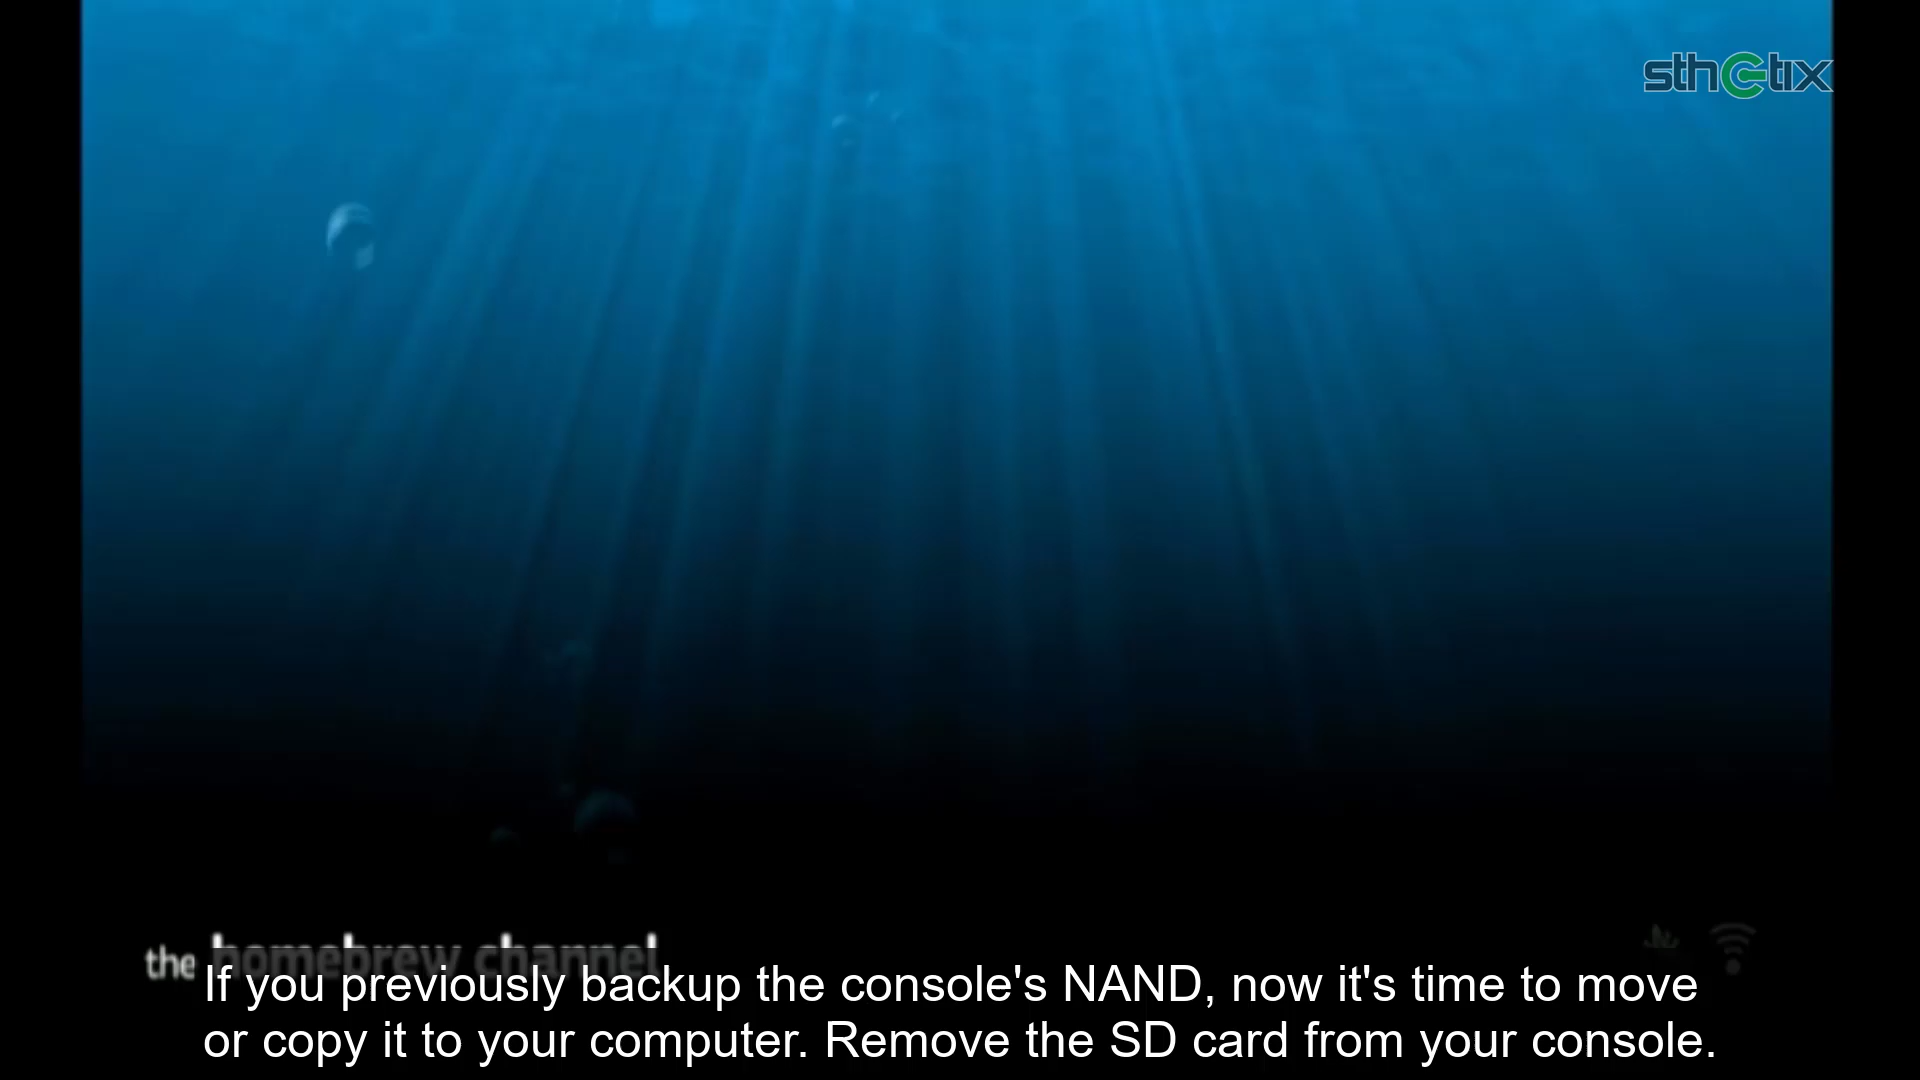 sthetix
the homebrew channel
If you previously backup the console's NAND, now it's time to move
or copy it to your computer. Remove the SD card from your console.